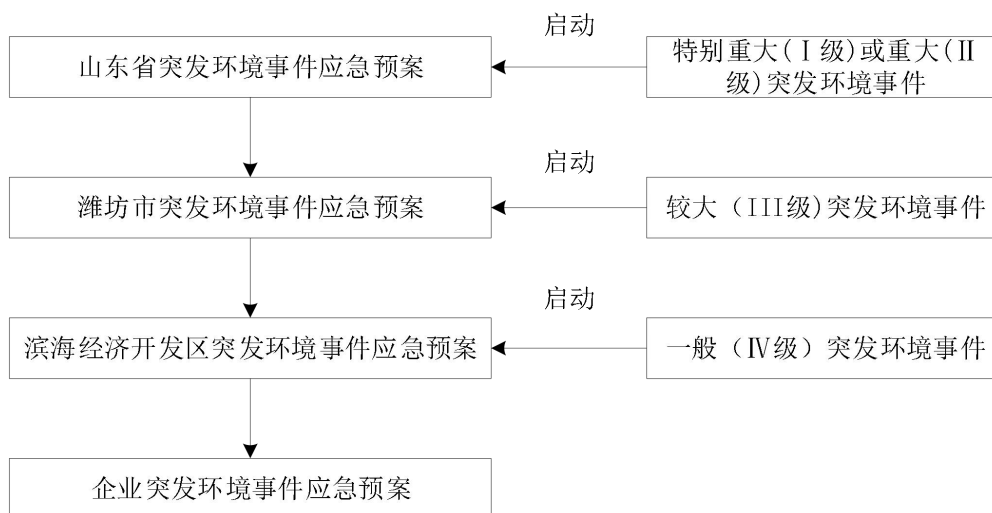 启动
山东省突发环境事件应急预案
特别重大(Ⅰ级)或重大(Ⅱ
级)突发环境事件
启动
潍坊市突发环境事件应急预案
较大（III级)突发环境事件
启动
滨海经济开发区突发环境事件应急预案
一般（Ⅳ级）突发环境事件
企业突发环境事件应急预案